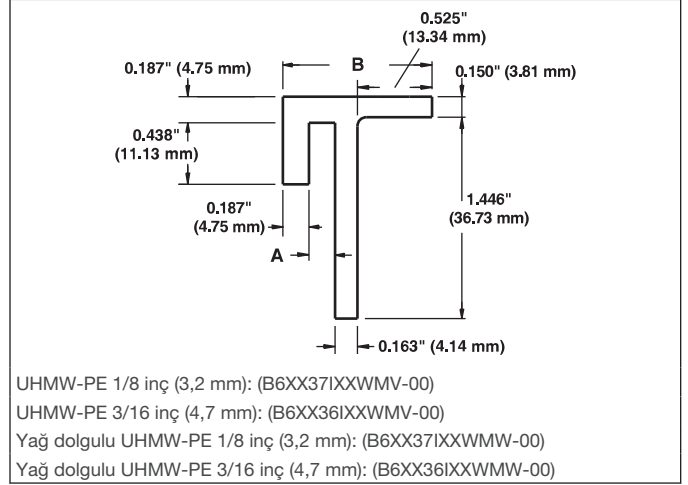 0.525"
(13.34 mm)
B
0.187" (4.75 mm)
0.150" (3.81 mm)
0.438"
(11.13 mm)
0.187"
(4.75 mm)
1.446"
(36.73 mm)
A
0.163" (4.14 mm)
UHMW-PE 1/8 inç (3,2 mm): (B6XX37IXXWMV-00)
UHMW-PE 3/16 inç (4,7 mm): (B6XX36IXXWMV-00)
Yağ dolgulu UHMW-PE 1/8 inç (3,2 mm): (B6XX37IXXWMW-00)
Yağ dolgulu UHMW-PE 3/16 inç (4,7 mm): (B6XX36IXXWMW-00)